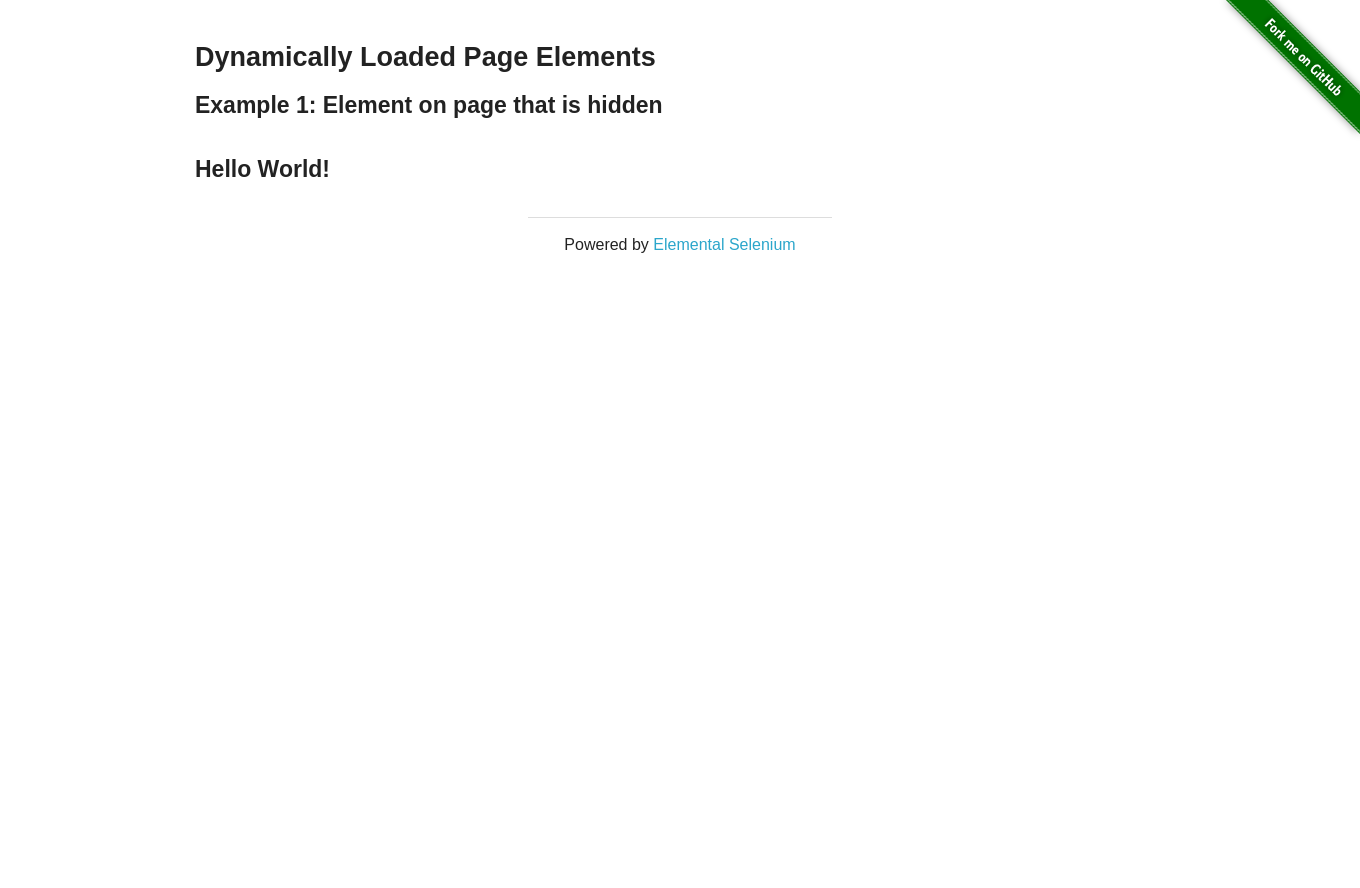 Dynamically Loaded Page Elements
Example 1: Element on page that is hidden
Hello World!
Powered by Elemental Selenium
Fork me on GitHub